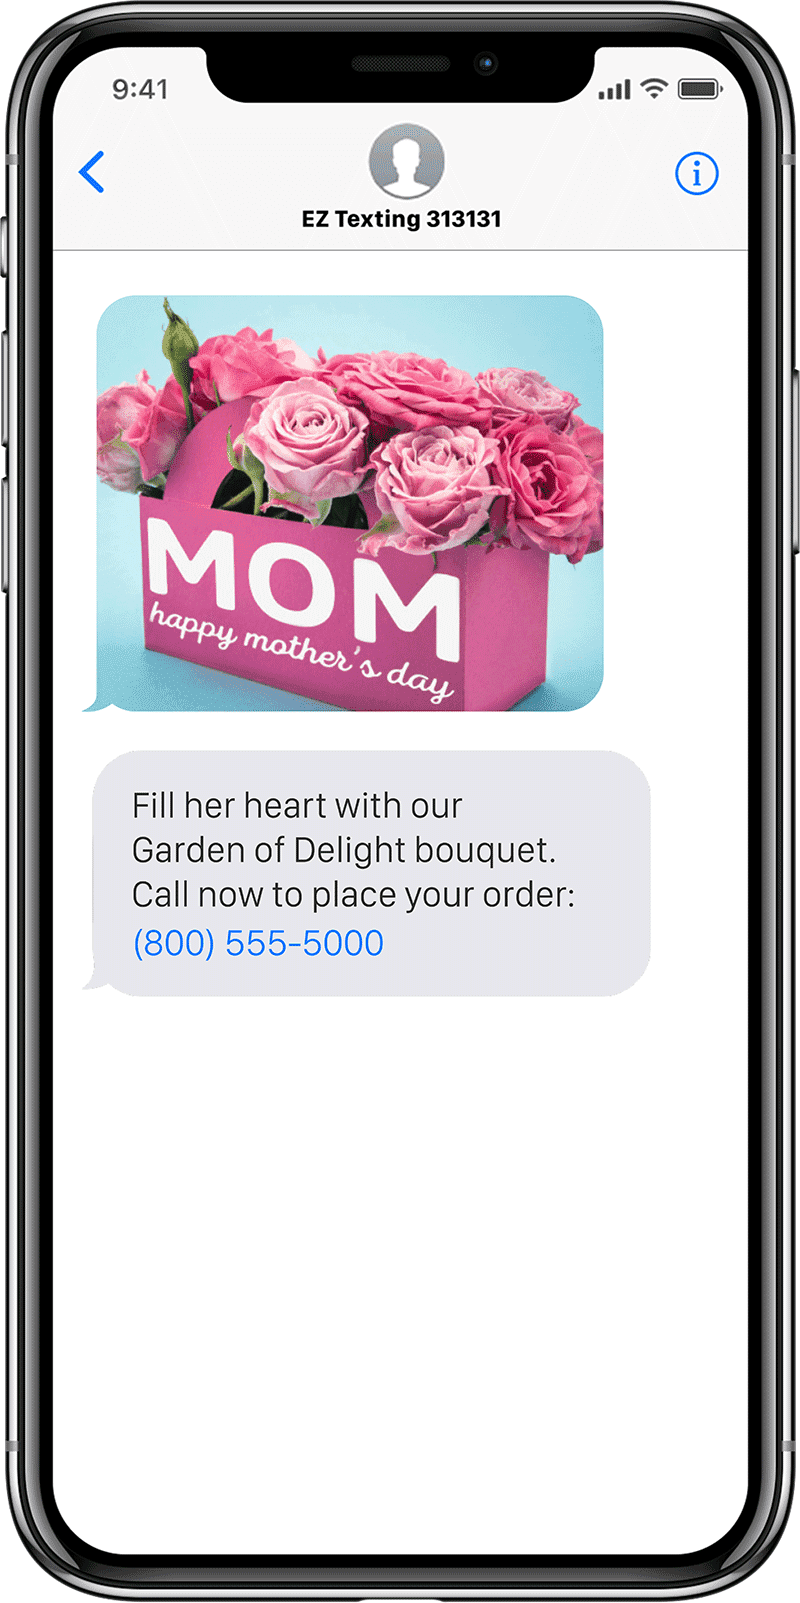 9:41
EZ Texting 313131
MOM
happy mother's day
Fill her heart with our
Garden of Delight bouquet.
Call now to place your order:
(800) 555-5000